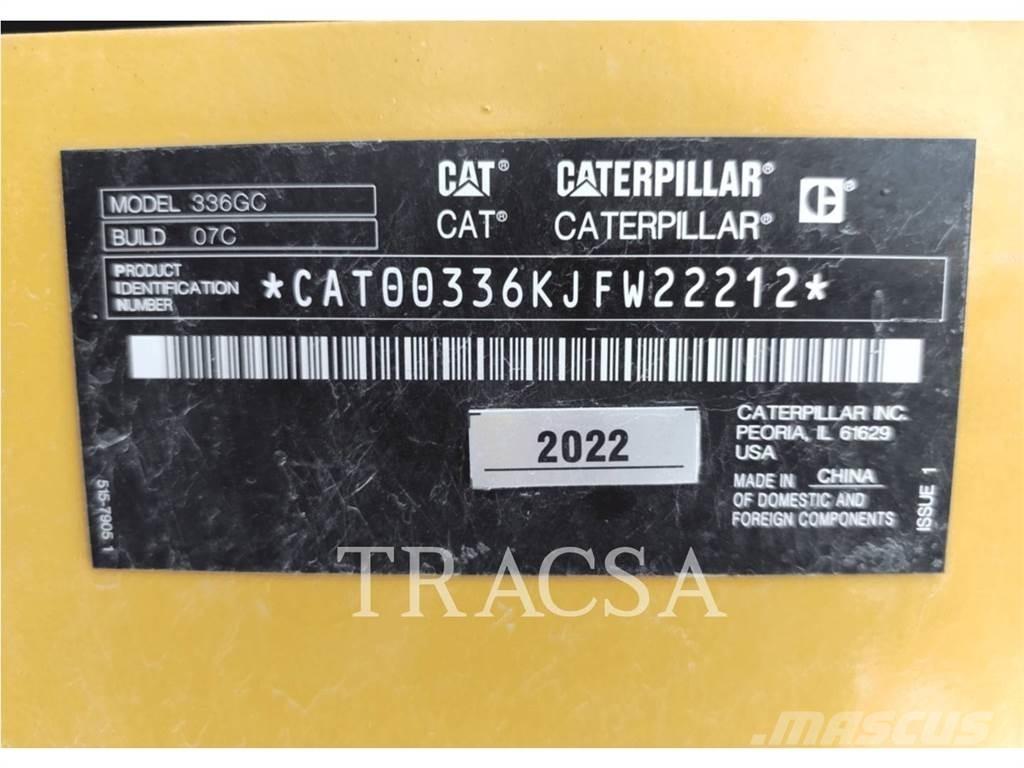 CAT® CATERPILLAR® ®
CAT® CATERPILLAR®
MODEL 336GC
BUILD 07C
PRODUCT
IDENTIFICATION
NUMBER
*CAT00336KJFW22212*
2022
CATERPILLAR INC.
PEORIA, IL 61629
USA
MADE IN CHINA
OF DOMESTIC AND
FOREIGN COMPONENTS
515-7905 1
ISSUE 1
TRACSA
MASCUS